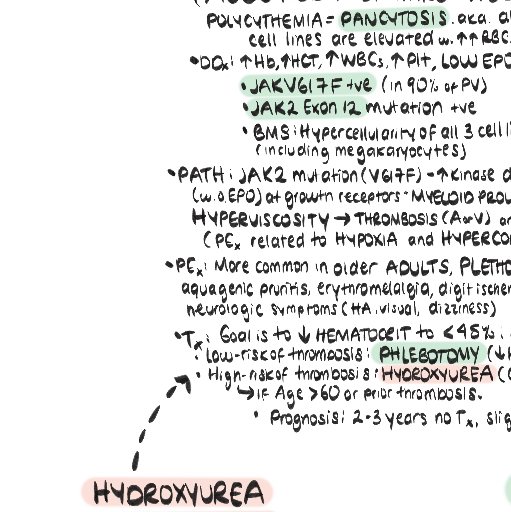 POLYCYTHEMIA = PANCYTOSIS. aka. a
cell lines are elevated w. ↑↑ RBC.
• DDx: ↑Hb, ↑HCT, ↑WBCs, ↑Plt, LOW EPO
• JAKV617F +ve (in 90% of PV)
• JAK2 Exon 12 mutation +ve
• BMS: Hypercellularity of all 3 cell l
(including megakaryocytes)
• PATH: JAK2 mutation (V617F) → ↑ Kinase a
(w.o. EPO) at growth receptors · MYELOID PROL
HYPERVISCOSITY → THROMBOSIS (A or V) an
(PEx related to HYPOXIA and HYPERCO
• PEx: More common in older ADULTS, PLETHO
aquagenic pruritis, erythromelalgia, digit ischem
neurologic symptoms (HA, visual, dizziness)
• Tx: Goal is to ↓ HEMATOCRIT to <45%:
• Low-risk of thrombosis: PHLEBOTOMY (↓
• High-risk of thrombosis: HYDROXYUREA (
↳ if Age >60 or prior thrombosis.
• Prognosis: 2-3 years no Tx, slig
HYDROXYUREA